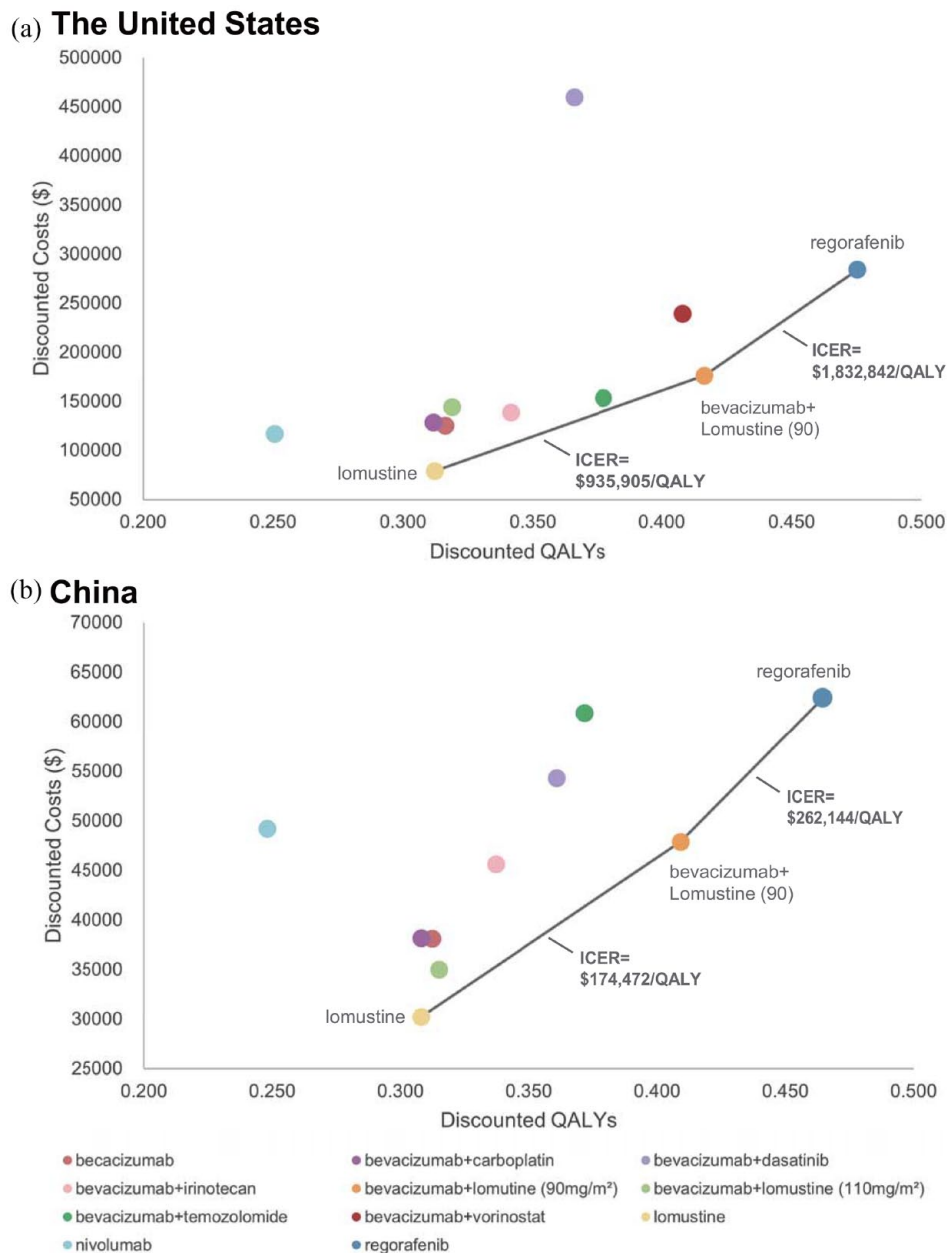 (a) The United States
500000
450000
400000
350000
300000
250000
200000
150000
100000
50000
Discounted Costs ($)
regorafenib
ICER=
$1,832,842/QALY
bevacizumab+
Lomustine (90)
lomustine
ICER=
$935,905/QALY
0.200 0.250 0.300 0.350 0.400 0.450 0.500
Discounted QALYs
(b) China
70000
65000
60000
55000
50000
45000
40000
35000
30000
25000
Discounted Costs ($)
regorafenib
ICER=
$262,144/QALY
bevacizumab+
Lomustine (90)
ICER=
$174,472/QALY
lomustine
0.200 0.250 0.300 0.350 0.400 0.450 0.500
Discounted QALYs
becacizumab bevacizumab+carboplatin bevacizumab+dasatinib
bevacizumab+irinotecan bevacizumab+lomutine (90mg/m²) bevacizumab+lomustine (110mg/m²)
bevacizumab+temozolomide bevacizumab+vorinostat lomustine
nivolumab regorafenib